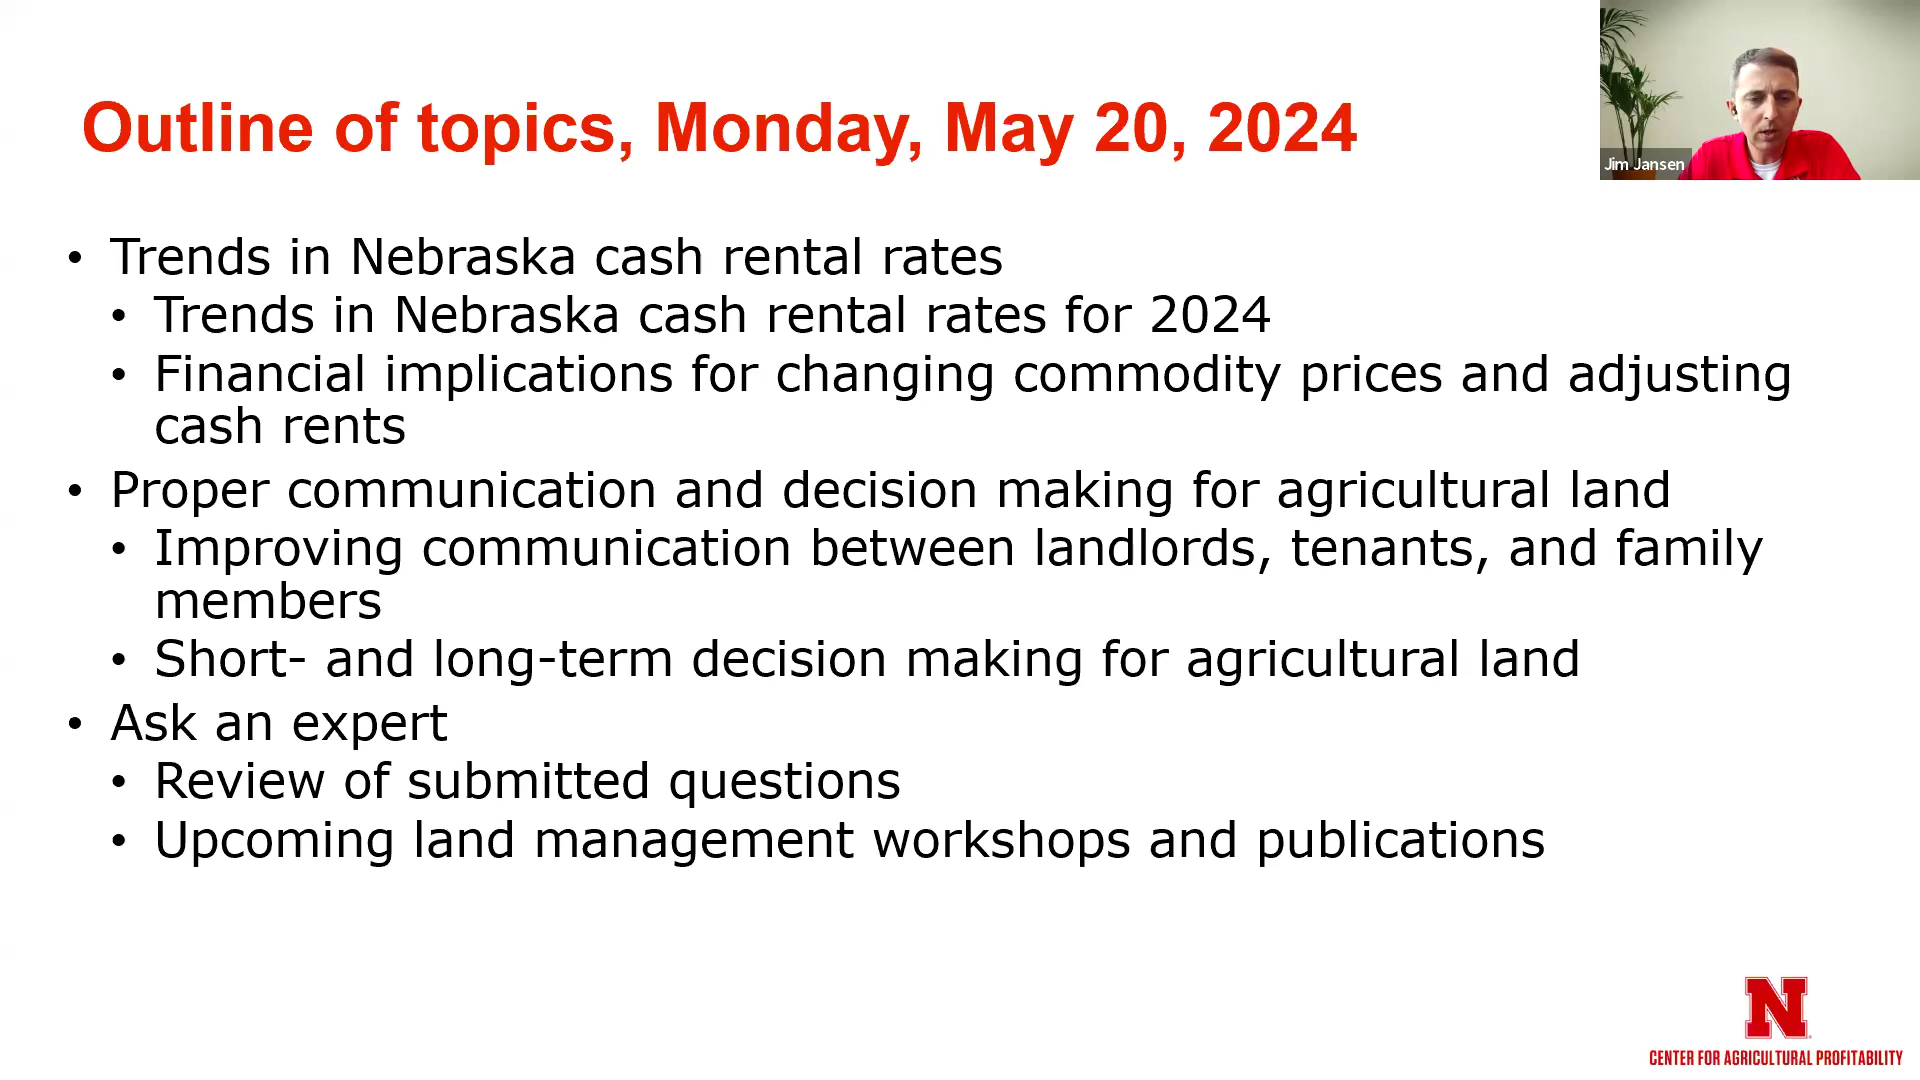 Outline of topics, Monday, May 20, 2024
Jim Jansen
• Trends in Nebraska cash rental rates
• Trends in Nebraska cash rental rates for 2024
• Financial implications for changing commodity prices and adjusting
cash rents
• Proper communication and decision making for agricultural land
• Improving communication between landlords, tenants, and family
members
• Short- and long-term decision making for agricultural land
• Ask an expert
• Review of submitted questions
• Upcoming land management workshops and publications
N
CENTER FOR AGRICULTURAL PROFITABILITY